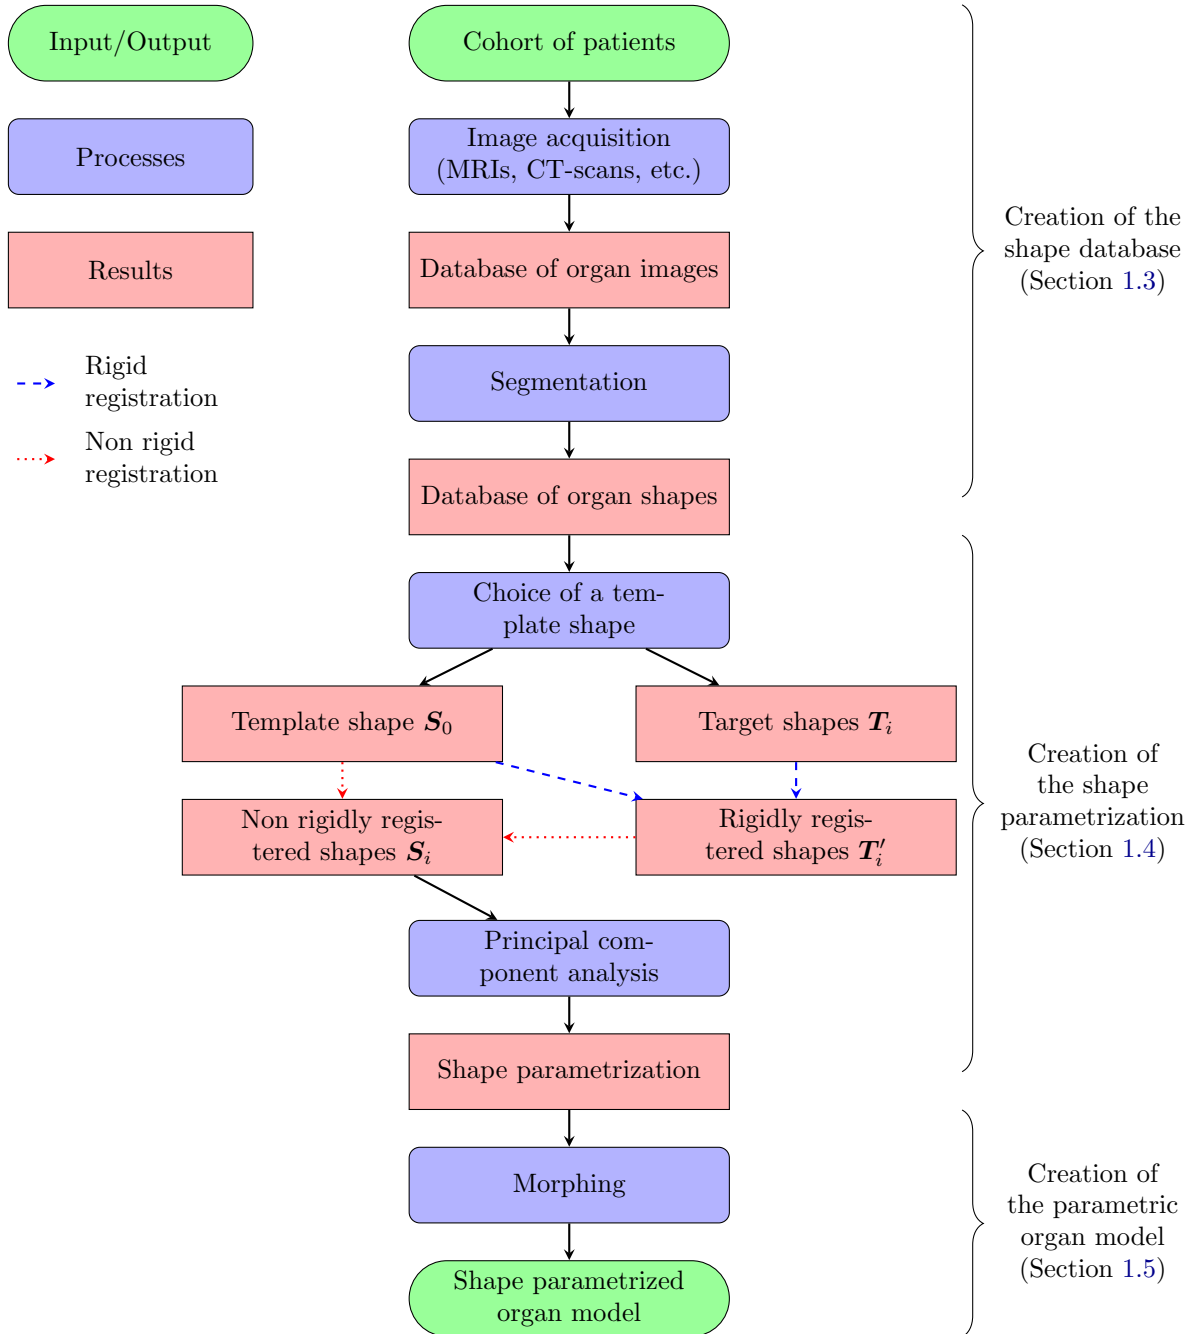 Input/Output
Processes
Results
Rigid
registration
Non rigid
registration
Cohort of patients
Image acquisition
(MRIs, CT-scans, etc.)
Database of organ images
Segmentation
Database of organ shapes
Choice of a tem-
plate shape
Template shape S₀
Target shapes Tᵢ
Non rigidly regis-
tered shapes Sᵢ
Rigidly regis-
tered shapes T′ᵢ
Principal com-
ponent analysis
Shape parametrization
Morphing
Shape parametrized
organ model
Creation of the
shape database
(Section 1.3)
Creation of
the shape
parametrization
(Section 1.4)
Creation of
the parametric
organ model
(Section 1.5)